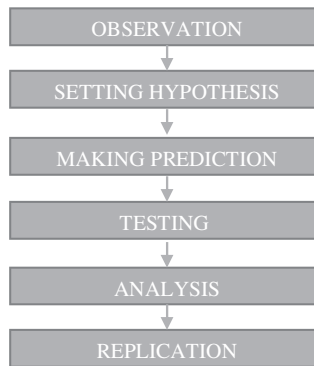 OBSERVATION
SETTING HYPOTHESIS
MAKING PREDICTION
TESTING
ANALYSIS
REPLICATION